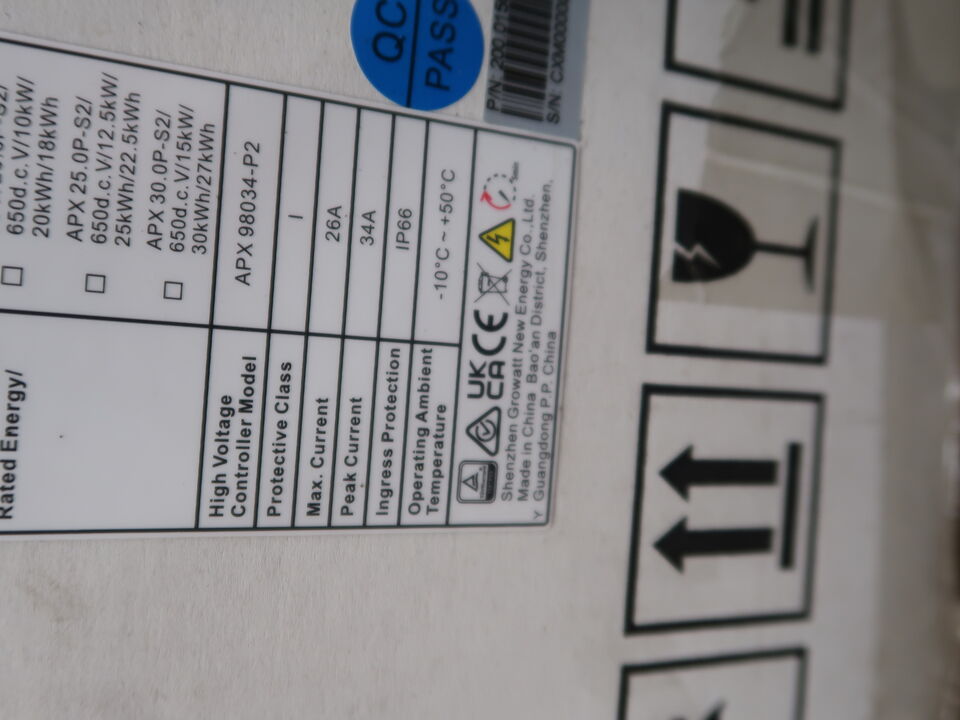 QC
PASS
P/N: 200.0
650d.c.V/10kW/
20kWh/18kWh
APX 25.0P-S2/
650d.c.V/12.5kW/
25kWh/22.5kWh
APX 30.0P-S2/
650d.c.V/15kW/
30kWh/27kWh
Rated Energy/
High Voltage
Controller Model
APX 98034-P2
Protective Class
I
Max. Current
26A
Peak Current
34A
Ingress Protection
IP66
Operating Ambient
Temperature
-10°C ~ +50°C
UK
CA
CE
Shenzhen Growatt New Energy Co.,Ltd.
Made in China, Bao'an District, Shenzhen,
Y Guangdong P.P. China